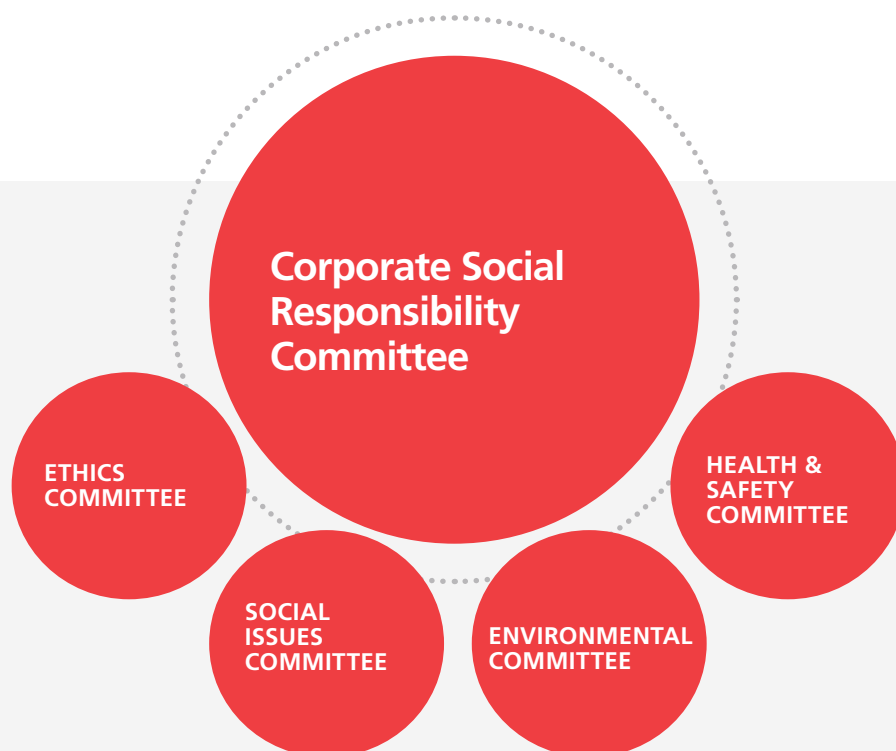 Corporate Social
Responsibility
Committee
ETHICS
COMMITTEE
SOCIAL
ISSUES
COMMITTEE
ENVIRONMENTAL
COMMITTEE
HEALTH &
SAFETY
COMMITTEE